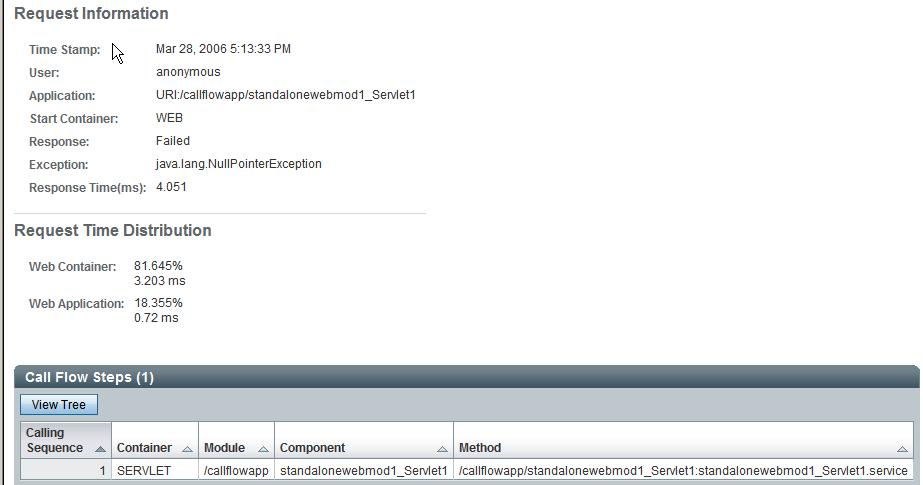 Request Information
Time Stamp: Mar 28, 2006 5:13:33 PM
User: anonymous
Application: URI:/callflowapp/standalonewebmod1_Servlet1
Start Container: WEB
Response: Failed
Exception: java.lang.NullPointerException
Response Time(ms): 4.051
Request Time Distribution
Web Container: 81.645%
3.203 ms
Web Application: 18.355%
0.72 ms
Call Flow Steps (1)
View Tree
Calling
Sequence Container Module Component Method
1 SERVLET /callflowapp standalonewebmod1_Servlet1 /callflowapp/standalonewebmod1_Servlet1:standalonewebmod1_Servlet1.service